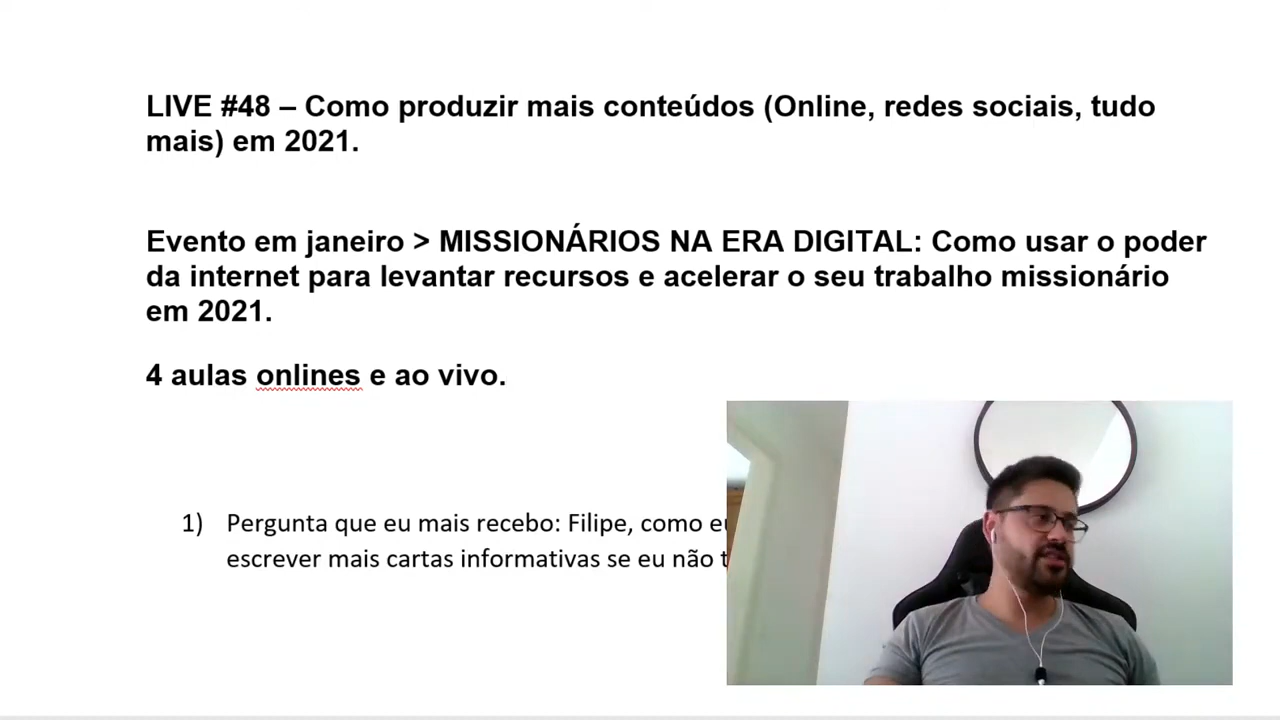 LIVE #48 – Como produzir mais conteúdos (Online, redes sociais, tudo
mais) em 2021.
Evento em janeiro > MISSIONÁRIOS NA ERA DIGITAL: Como usar o poder
da internet para levantar recursos e acelerar o seu trabalho missionário
em 2021.
4 aulas onlines e ao vivo.
1) Pergunta que eu mais recebo: Filipe, como
escrever mais cartas informativas se eu não